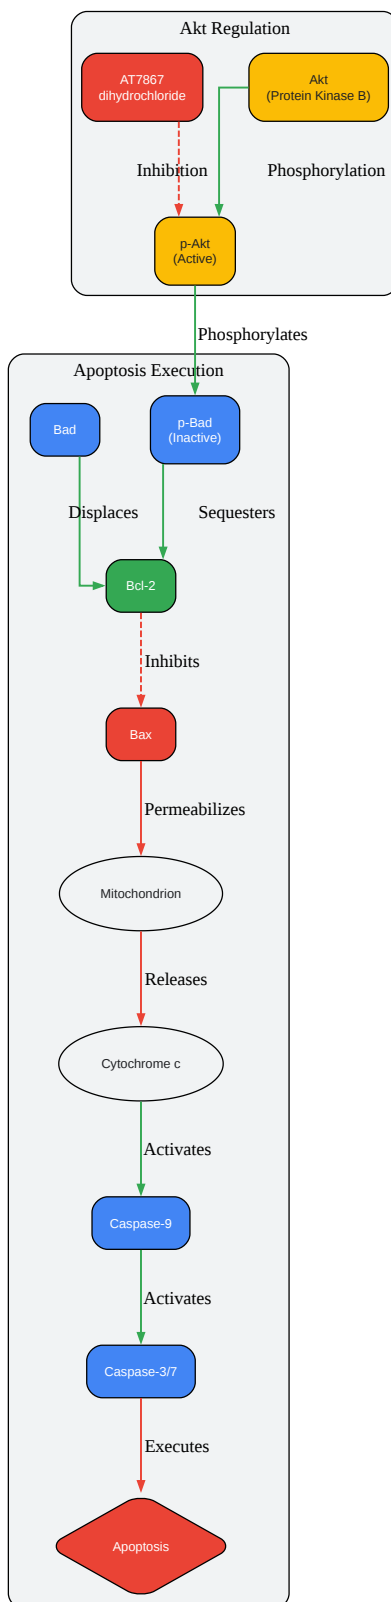 Akt Regulation
AT7867
dihydrochloride
Akt
(Protein Kinase B)
Inhibition
Phosphorylation
p-Akt
(Active)
Phosphorylates
Apoptosis Execution
Bad
p-Bad
(Inactive)
Displaces
Sequesters
Bcl-2
Inhibits
Bax
Permeabilizes
Mitochondrion
Releases
Cytochrome c
Activates
Caspase-9
Activates
Caspase-3/7
Executes
Apoptosis